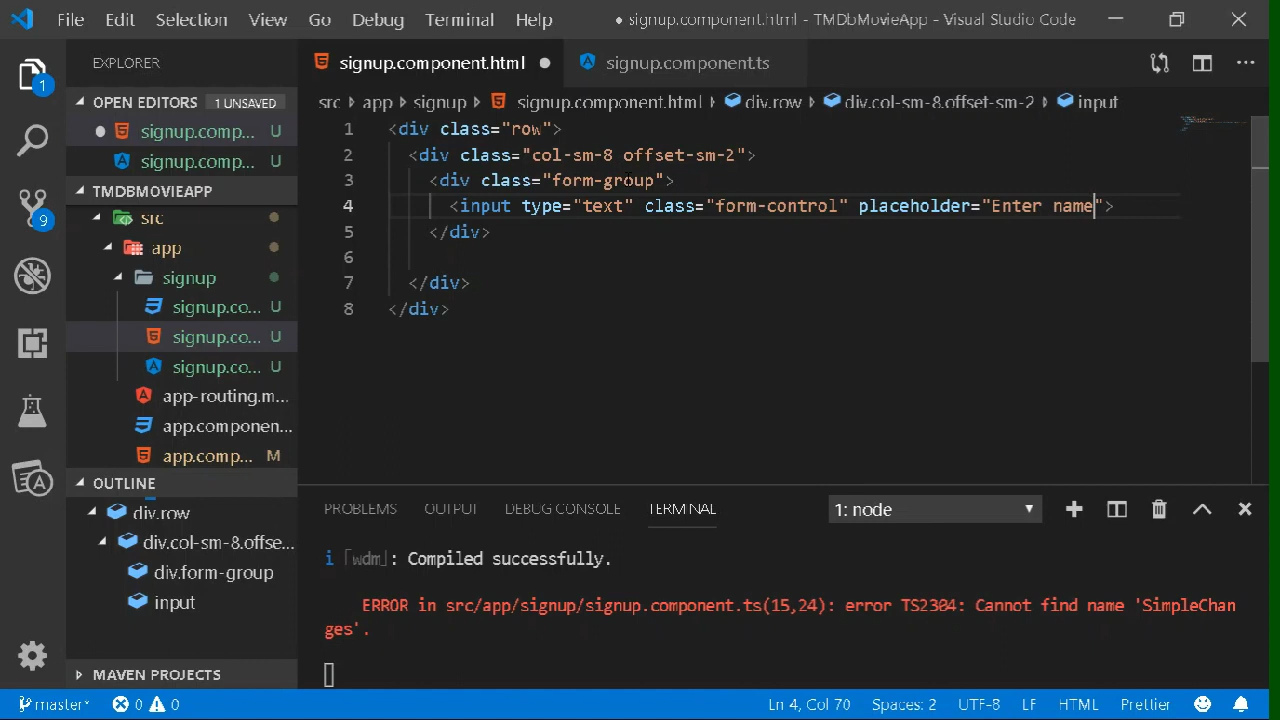 File Edit Selection View Go Debug Terminal Help ● signup.component.html - TMDbMovieApp - Visual Studio Code
EXPLORER
signup.component.html ●
signup.component.ts
1
OPEN EDITORS 1 UNSAVED
● signup.comp... U
signup.comp... U
TMDBMOVIEAPP
src
app
signup
signup.co... U
signup.co... U
signup.co... U
app-routing.m...
app.componen...
app.comp... M
9
OUTLINE
div.row
div.col-sm-8.offse...
div.form-group
input
MAVEN PROJECTS
src > app > signup > signup.component.html > div.row > div.col-sm-8.offset-sm-2 > input
1 <div class="row">
2 <div class="col-sm-8 offset-sm-2">
3 <div class="form-group">
4 <input type="text" class="form-control" placeholder="Enter name">
5 </div>
6
7 </div>
8 </div>
PROBLEMS OUTPUT DEBUG CONSOLE TERMINAL 1: node
i ｢wdm｣: Compiled successfully.
ERROR in src/app/signup/signup.component.ts(15,24): error TS2304: Cannot find name 'SimpleChan
ges'.
master* 0 0 Ln 4, Col 70 Spaces: 2 UTF-8 LF HTML Prettier